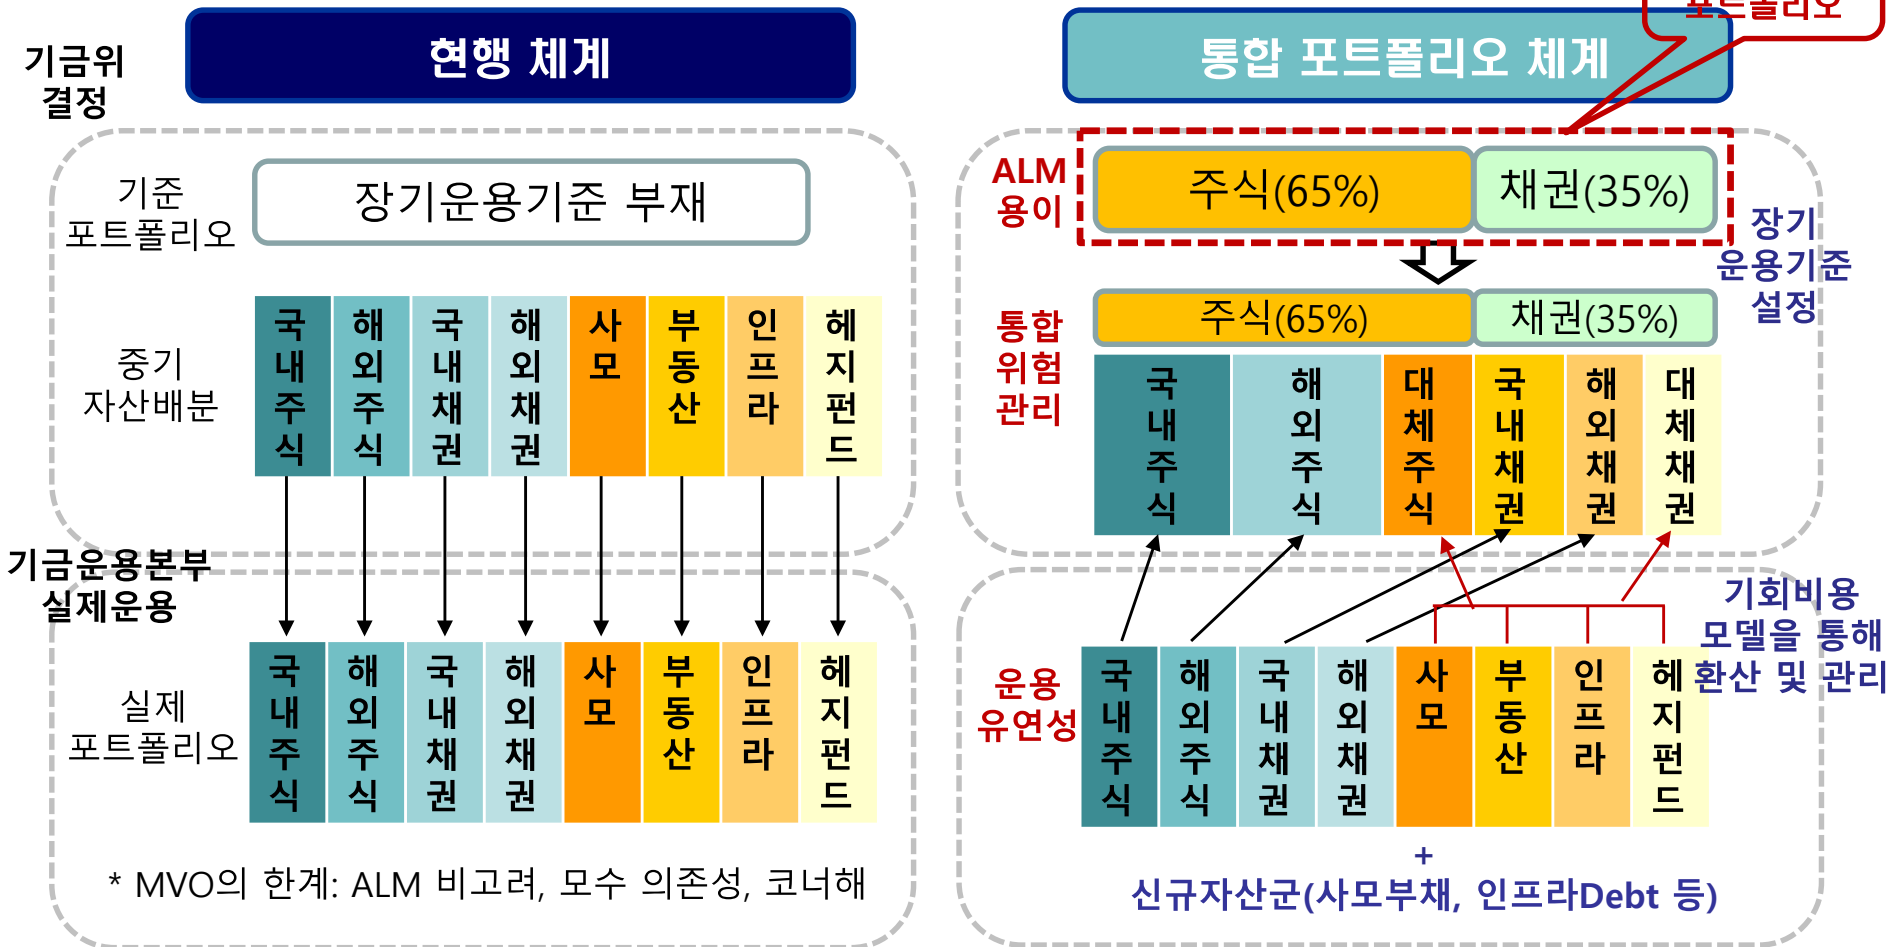 포트폴리오
현행 체계
통합 포트폴리오 체계
기금위
결정
기준
포트폴리오
장기운용기준 부재
중기
자산배분
국내주식
해외주식
국내채권
해외채권
사모
부동산
인프라
헤지펀드
기금운용본부
실제운용
실제
포트폴리오
국내주식
해외주식
국내채권
해외채권
사모
부동산
인프라
헤지펀드
* MVO의 한계: ALM 비고려, 모수 의존성, 코너해
ALM
용이
주식(65%)
채권(35%)
장기
운용기준
설정
통합
위험
관리
주식(65%)
채권(35%)
국내주식
해외주식
대체주식
국내채권
해외채권
대체채권
기회비용
모델을 통해
환산 및 관리
운용
유연성
국내주식
해외주식
국내채권
해외채권
사모
부동산
인프라
헤지펀드
+
신규자산군(사모부채, 인프라Debt 등)